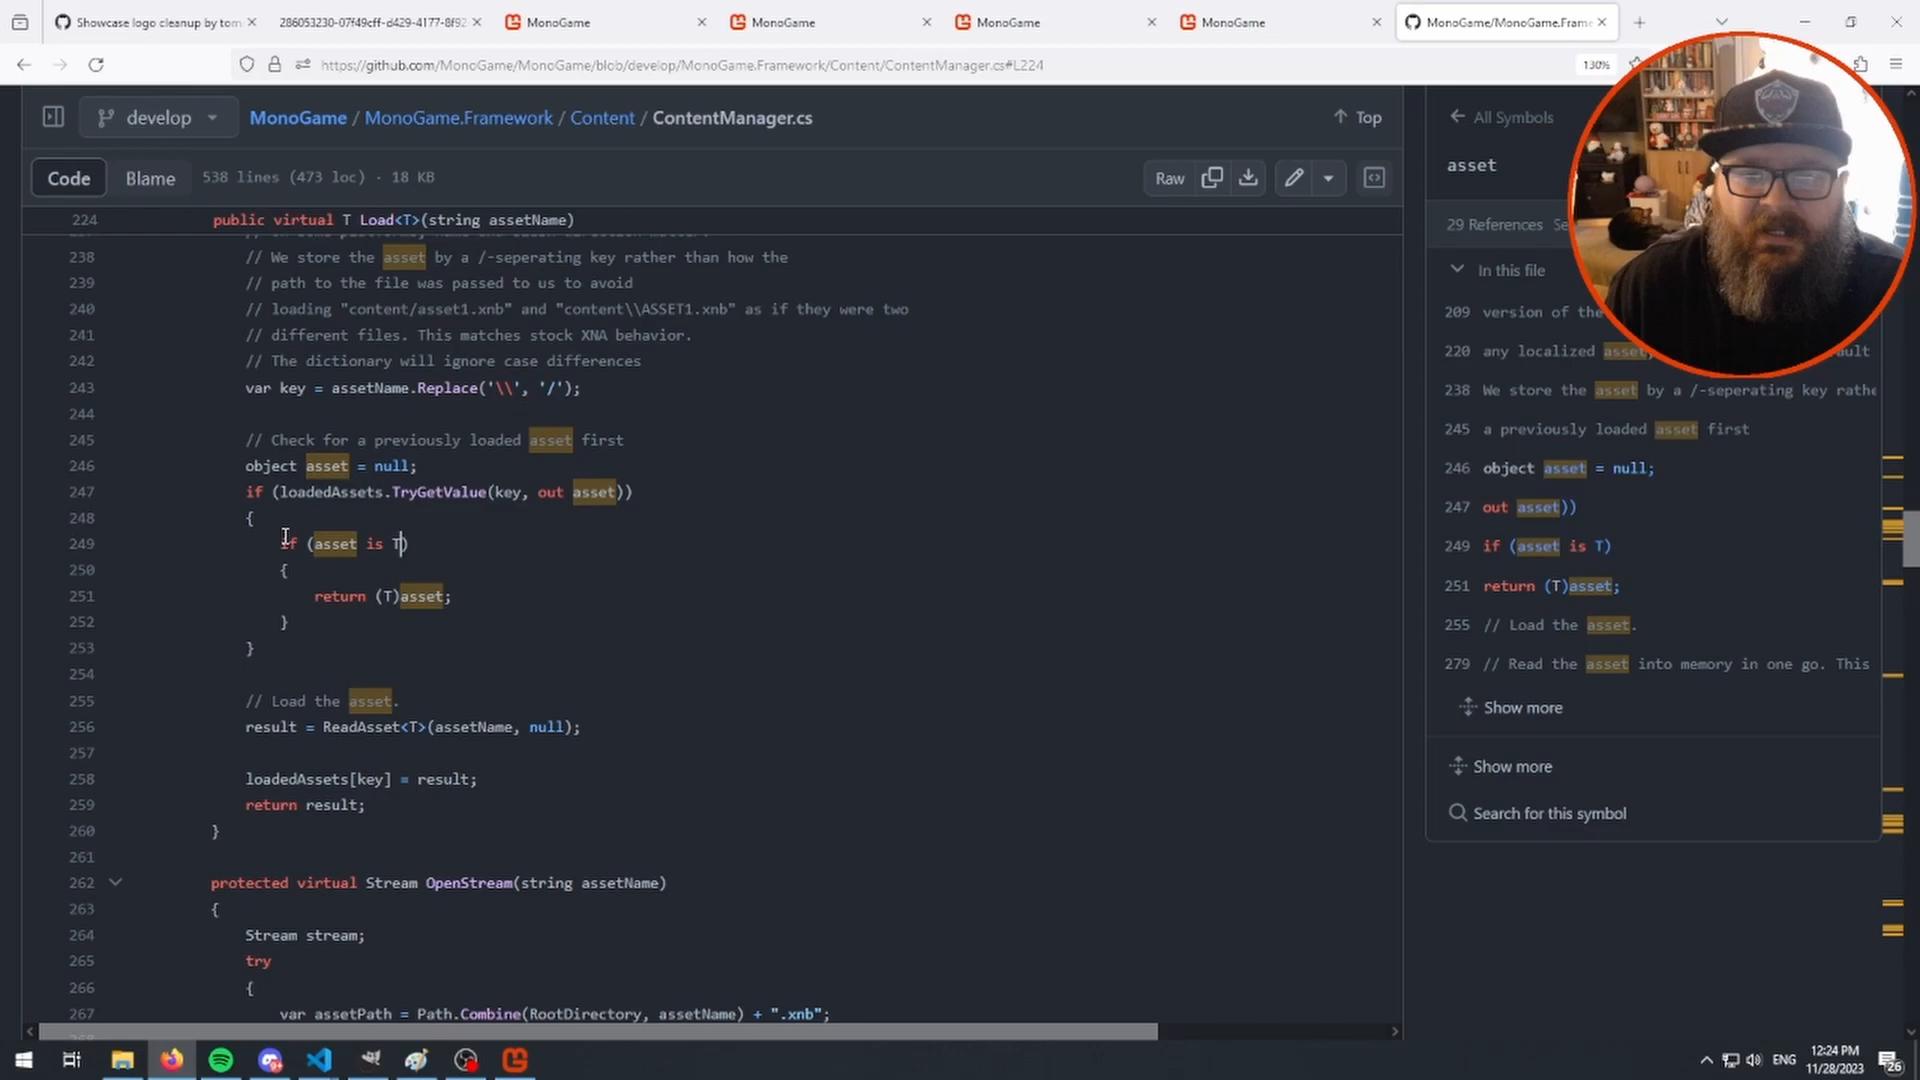 Showcase logo cleanup by tom
286053230-07f49cff-d429-4177-8f92
MonoGame
MonoGame
MonoGame
MonoGame
MonoGame/MonoGame.Frame
https://github.com/MonoGame/MonoGame/blob/develop/MonoGame.Framework/Content/ContentManager.cs#L224
130%
develop
MonoGame / MonoGame.Framework / Content / ContentManager.cs
Top
Code
Blame
538 lines (473 loc) · 18 KB
Raw
224 public virtual T Load<T>(string assetName)
238 // We store the asset by a /-seperating key rather than how the
239 // path to the file was passed to us to avoid
240 // loading "content/asset1.xnb" and "content\\ASSET1.xnb" as if they were two
241 // different files. This matches stock XNA behavior.
242 // The dictionary will ignore case differences
243 var key = assetName.Replace('\\', '/');
244
245 // Check for a previously loaded asset first
246 object asset = null;
247 if (loadedAssets.TryGetValue(key, out asset))
248 {
249 if (asset is T)
250 {
251 return (T)asset;
252 }
253 }
254
255 // Load the asset.
256 result = ReadAsset<T>(assetName, null);
257
258 loadedAssets[key] = result;
259 return result;
260 }
261
262 protected virtual Stream OpenStream(string assetName)
263 {
264 Stream stream;
265 try
266 {
267 var assetPath = Path.Combine(RootDirectory, assetName) + ".xnb";
All Symbols
asset
29 References Se
In this file
209 version of the
220 any localized asset
238 We store the asset by a /-seperating key rathe
245 a previously loaded asset first
246 object asset = null;
247 out asset))
249 if (asset is T)
251 return (T)asset;
255 // Load the asset.
279 // Read the asset into memory in one go. This
Show more
Show more
Search for this symbol
ENG
12:24 PM
11/28/2023
26